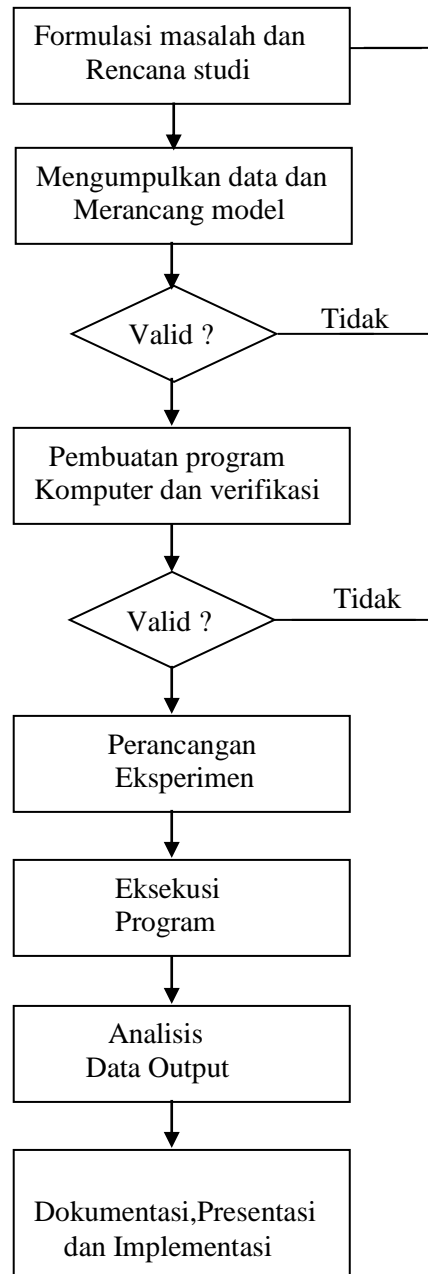 Formulasi masalah dan
Rencana studi
Mengumpulkan data dan
Merancang model
Valid ?
Tidak
Pembuatan program
Komputer dan verifikasi
Valid ?
Tidak
Perancangan
Eksperimen
Eksekusi
Program
Analisis
Data Output
Dokumentasi,Presentasi
dan Implementasi